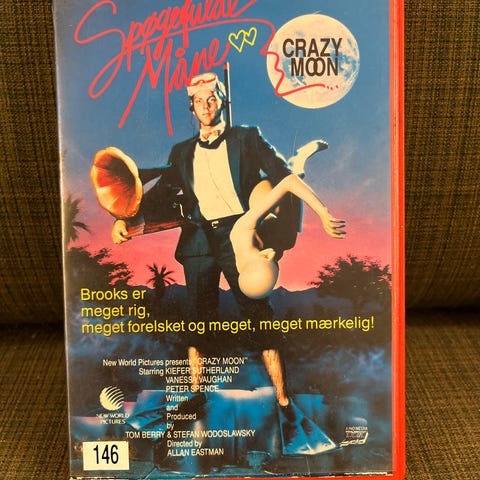 Spøgefulde
Måne
CRAZY
MOON
Brooks er
meget rig,
meget forelsket og meget, meget mærkelig!
New World Pictures presents "CRAZY MOON"
Starring KIEFER SUTHERLAND
VANESSA VAUGHAN
PETER SPENCE
Written
and
Produced
by
TOM BERRY & STEFAN WODOSLAWSKY
Directed by
ALLAN EASTMAN
NEW WORLD
PICTURES
146